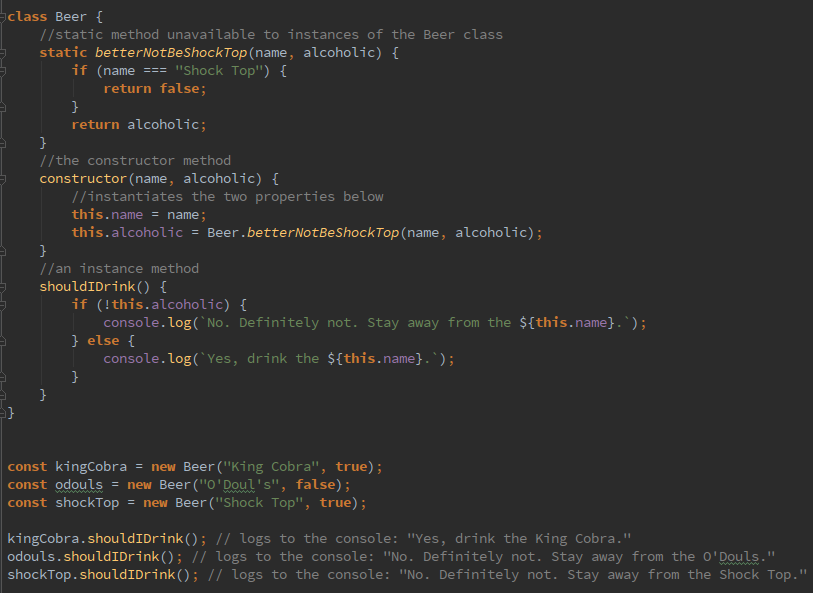 class Beer {
    //static method unavailable to instances of the Beer class
    static betterNotBeShockTop(name, alcoholic) {
        if (name === "Shock Top") {
            return false;
        }
        return alcoholic;
    }
    //the constructor method
    constructor(name, alcoholic) {
        //instantiates the two properties below
        this.name = name;
        this.alcoholic = Beer.betterNotBeShockTop(name, alcoholic);
    }
    //an instance method
    shouldIDrink() {
        if (!this.alcoholic) {
            console.log(`No. Definitely not. Stay away from the ${this.name}.`);
        } else {
            console.log(`Yes, drink the ${this.name}.`);
        }
    }
}
const kingCobra = new Beer("King Cobra", true);
const odouls = new Beer("O'Doul's", false);
const shockTop = new Beer("Shock Top", true);
kingCobra.shouldIDrink(); // logs to the console: "Yes, drink the King Cobra."
odouls.shouldIDrink(); // logs to the console: "No. Definitely not. Stay away from the O'Douls."
shockTop.shouldIDrink(); // logs to the console: "No. Definitely not. Stay away from the Shock Top."